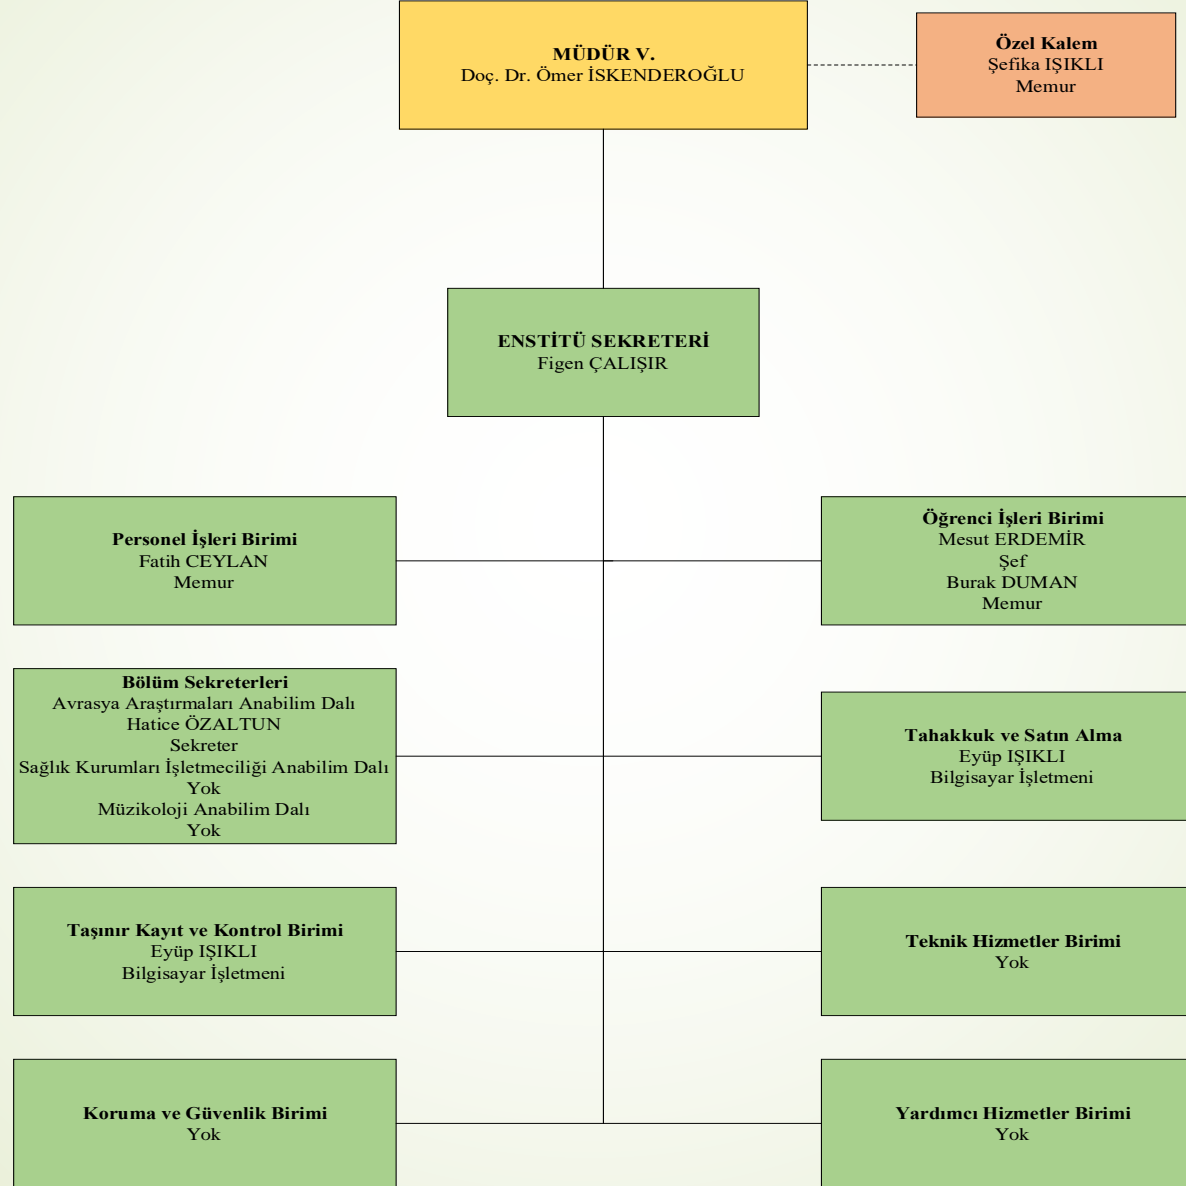 MÜDÜR V.
Doç. Dr. Ömer İSKENDEROĞLU
Özel Kalem
Şefika IŞIKLI
Memur
ENSTİTÜ SEKRETERİ
Figen ÇALIŞIR
Personel İşleri Birimi
Fatih CEYLAN
Memur
Öğrenci İşleri Birimi
Mesut ERDEMİR
Şef
Burak DUMAN
Memur
Bölüm Sekreterleri
Avrasya Araştırmaları Anabilim Dalı
Hatice ÖZALTUN
Sekreter
Sağlık Kurumları İşletmeciliği Anabilim Dalı
Yok
Müzikoloji Anabilim Dalı
Yok
Tahakkuk ve Satın Alma
Eyüp IŞIKLI
Bilgisayar İşletmeni
Taşınır Kayıt ve Kontrol Birimi
Eyüp IŞIKLI
Bilgisayar İşletmeni
Teknik Hizmetler Birimi
Yok
Koruma ve Güvenlik Birimi
Yok
Yardımcı Hizmetler Birimi
Yok